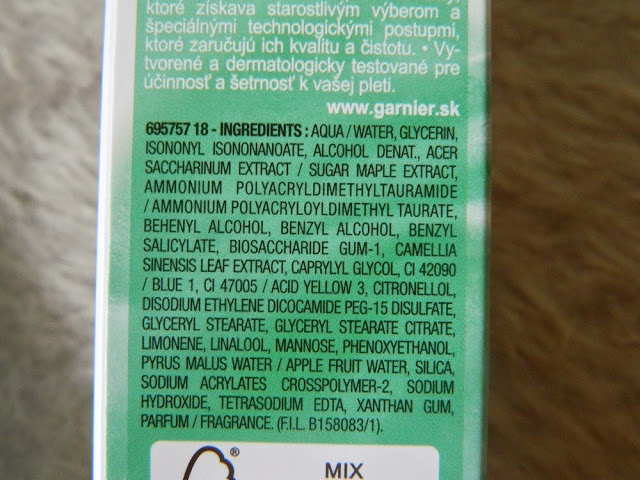 ktoré získava starostlivým výberom a
špeciálnymi technologickými postupmi,
ktoré zaručujú ich kvalitu a čistotu. • Vy-
tvorené a dermatologicky testované pre
účinnosť a šetrnosť k vašej pleti.
www.garnier.sk
695757 18 - INGREDIENTS : AQUA / WATER, GLYCERIN,
ISONONYL ISONONANOATE, ALCOHOL DENAT., ACER
SACCHARINUM EXTRACT / SUGAR MAPLE EXTRACT,
AMMONIUM POLYACRYLDIMETHYLTAURAMIDE
/ AMMONIUM POLYACRYLOYLDIMETHYL TAURATE,
BEHENYL ALCOHOL, BENZYL ALCOHOL, BENZYL
SALICYLATE, BIOSACCHARIDE GUM-1, CAMELLIA
SINENSIS LEAF EXTRACT, CAPRYLYL GLYCOL, CI 42090
/ BLUE 1, CI 47005 / ACID YELLOW 3, CITRONELLOL,
DISODIUM ETHYLENE DICOCAMIDE PEG-15 DISULFATE,
GLYCERYL STEARATE, GLYCERYL STEARATE CITRATE,
LIMONENE, LINALOOL, MANNOSE, PHENOXYETHANOL,
PYRUS MALUS WATER / APPLE FRUIT WATER, SILICA,
SODIUM ACRYLATES CROSSPOLYMER-2, SODIUM
HYDROXIDE, TETRASODIUM EDTA, XANTHAN GUM,
PARFUM / FRAGRANCE. (F.I.L. B158083/1).
® MIX